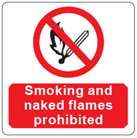 Smoking and
naked flames
prohibited